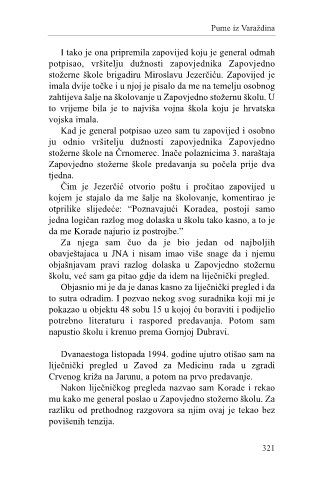 Pume iz Varaždina
I tako je ona pripremila zapovijed koju je general odmah
potpisao, vršitelju dužnosti zapovjednika Zapovjedno
stožerne škole brigadiru Miroslavu Jezerčiću. Zapovijed je
imala dvije točke i u njoj je pisalo da me na temelju osobnog
zahtijeva šalje na školovanje u Zapovjedno stožernu školu. U
to vrijeme bila je to najviša vojna škola koju je hrvatska
vojska imala.
Kad je general potpisao uzeo sam tu zapovijed i osobno
ju odnio vršitelju dužnosti zapovjednika Zapovjedno
stožerne škole na Črnomerec. Inače polaznicima 3. naraštaja
Zapovjedno stožerne škole predavanja su počela prije dva
tjedna.
Čim je Jezerčić otvorio poštu i pročitao zapovijed u
kojem je stajalo da me šalje na školovanje, komentirao je
otprilike slijedeće: “Poznavajući Koradea, postoji samo
jedna logičan razlog mog dolaska u školu tako kasno, a to je
da me Korade najurio iz postrojbe.”
Za njega sam čuo da je bio jedan od najboljih
obavještajaca u JNA i nisam imao više snage da i njemu
objašnjavam pravi razlog dolaska u Zapovjedno stožernu
školu, već sam ga pitao gdje da idem na liječnički pregled.
Objasnio mi je da je danas kasno za liječnički pregled i da
to sutra odradim. I pozvao nekog svog suradnika koji mi je
pokazao u objektu 48 sobu 15 u kojoj ću boraviti i podijelio
potrebno literaturu i raspored predavanja. Potom sam
napustio školu i krenuo prema Gornjoj Dubravi.
Dvanaestoga listopada 1994. godine ujutro otišao sam na
liječnički pregled u Zavod za Medicinu rada u zgradi
Crvenog križa na Jarunu, a potom na prvo predavanje.
Nakon liječničkog pregleda nazvao sam Korade i rekao
mu kako me general poslao u Zapovjedno stožerno školu. Za
razliku od prethodnog razgovora sa njim ovaj je tekao bez
povišenih tenzija.
321